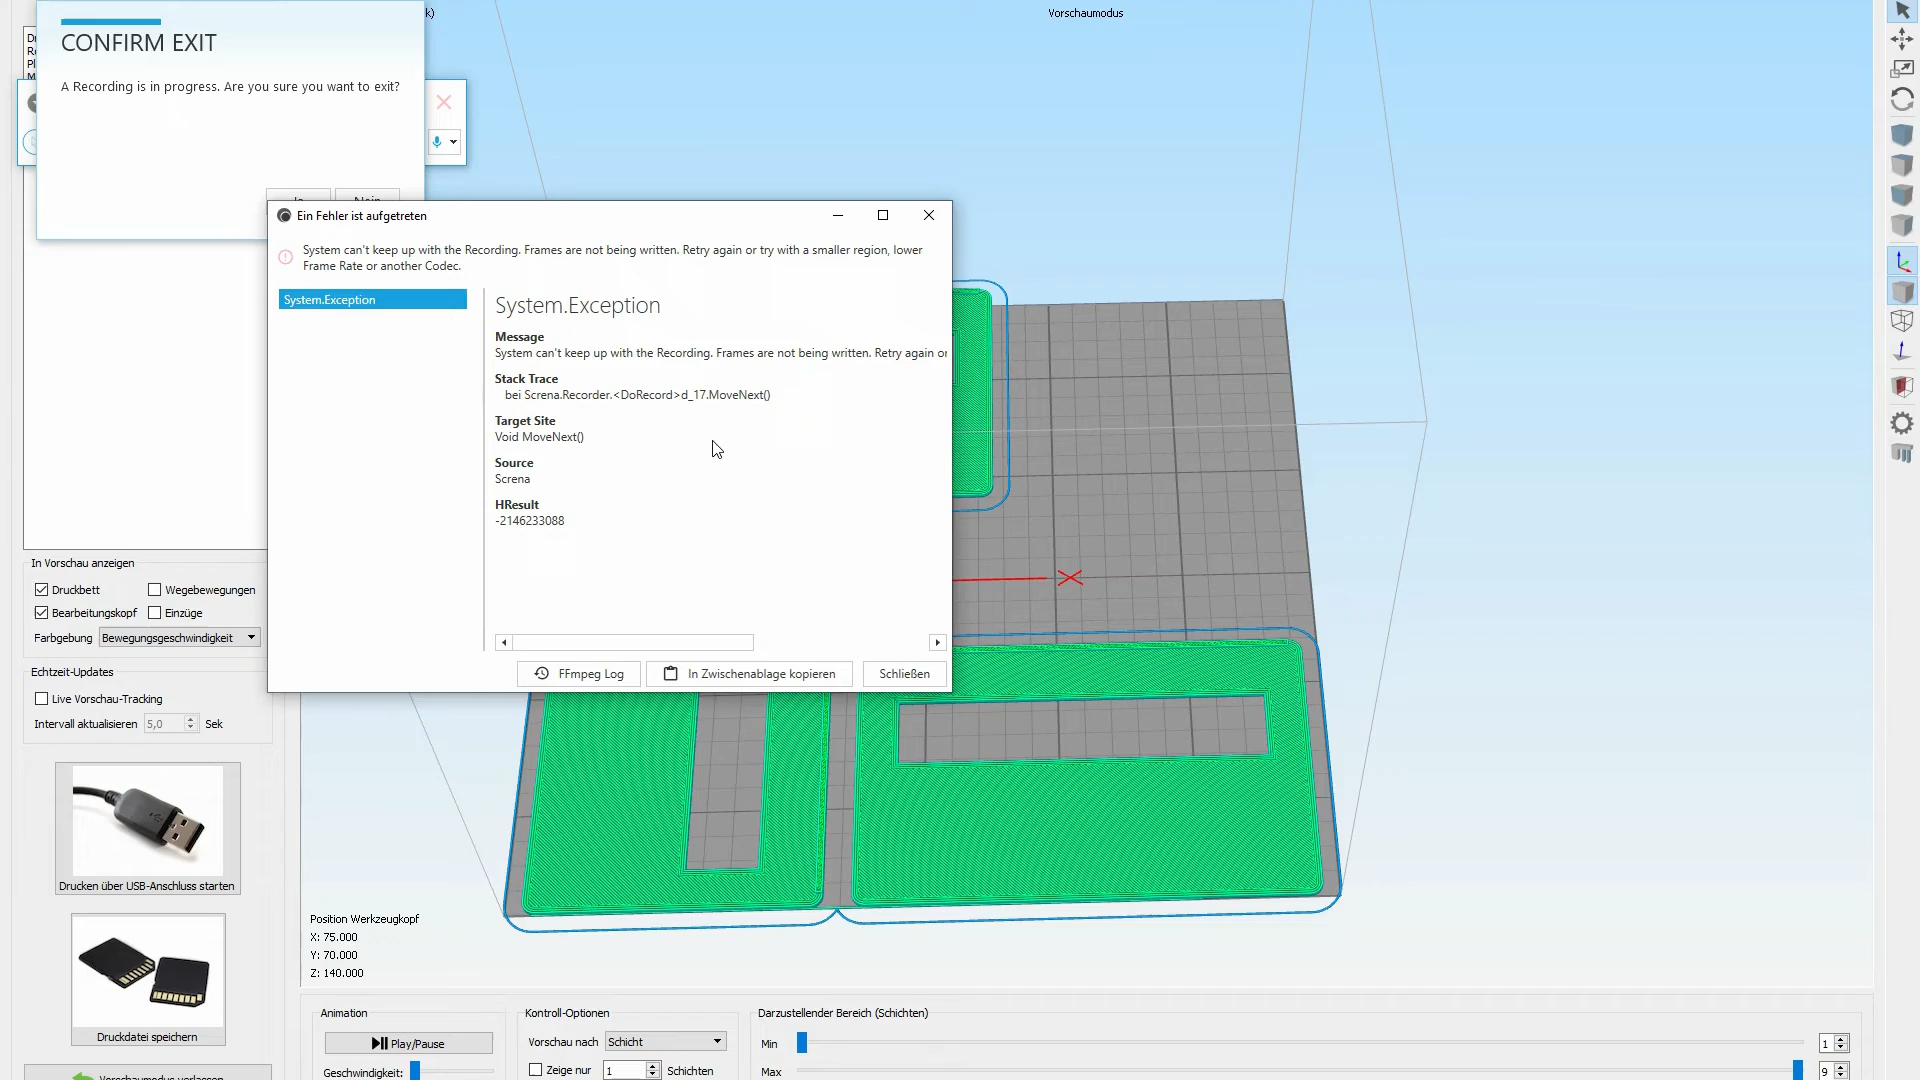 k)
Vorschaumodus
CONFIRM EXIT
A Recording is in progress. Are you sure you want to exit?
Ein Fehler ist aufgetreten
System can't keep up with the Recording. Frames are not being written. Retry again or try with a smaller region, lower
Frame Rate or another Codec.
System.Exception
System.Exception
Message
System can't keep up with the Recording. Frames are not being written. Retry again or
Stack Trace
bei Screna.Recorder.<DoRecord>d_17.MoveNext()
Target Site
Void MoveNext()
Source
Screna
HResult
-2146233088
FFmpeg Log
In Zwischenablage kopieren
Schließen
In Vorschau anzeigen
Druckbett
Wegebewegungen
Bearbeitungskopf
Einzüge
Farbgebung
Bewegungsgeschwindigkeit
Echtzeit-Updates
Live Vorschau-Tracking
Intervall aktualisieren
5,0
Sek
Drucken über USB-Anschluss starten
Druckdatei speichern
Vorschaumodus verlassen
Position Werkzeugkopf
X: 75.000
Y: 70.000
Z: 140.000
Animation
Play/Pause
Geschwindigkeit:
Kontroll-Optionen
Vorschau nach
Schicht
Zeige nur
1
Schichten
Darzustellender Bereich (Schichten)
Min
1
Max
9